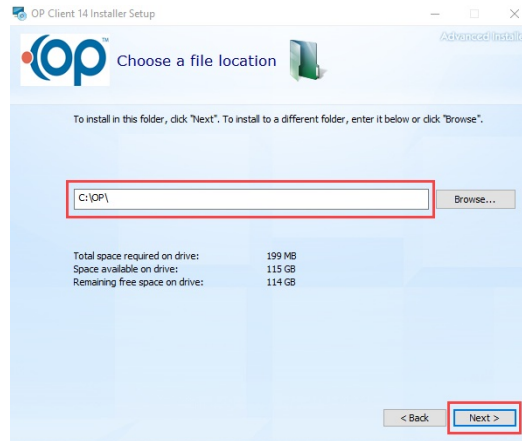 OP Client 14 Installer Setup
Advanced Install
op™ Choose a file location
To install in this folder, click "Next". To install to a different folder, enter it below or click "Browse".
C:\OP\ Browse...
Total space required on drive: 199 MB
Space available on drive: 115 GB
Remaining free space on drive: 114 GB
< Back Next >